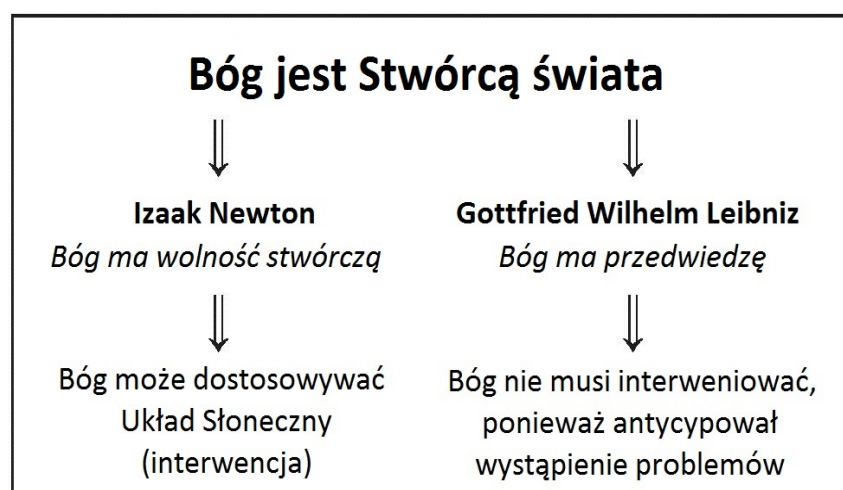 Bóg jest Stwórcą świata
Izaak Newton
Bóg ma wolność stwórczą
Bóg może dostosowywać
Układ Słoneczny
(interwencja)
Gottfried Wilhelm Leibniz
Bóg ma przedwiedzę
Bóg nie musi interweniować,
ponieważ antycypował
wystąpienie problemów